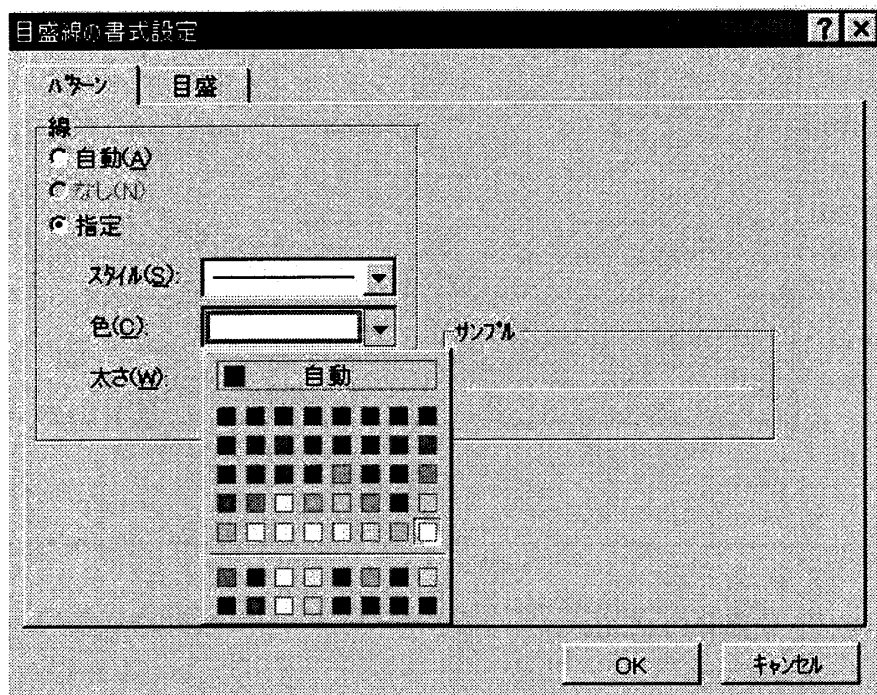 目盛線の書式設定
パターン 目盛
線
自動(A)
なし(N)
指定
スタイル(S):
色(C):
サンプル
太さ(W):
自動
OK キャンセル